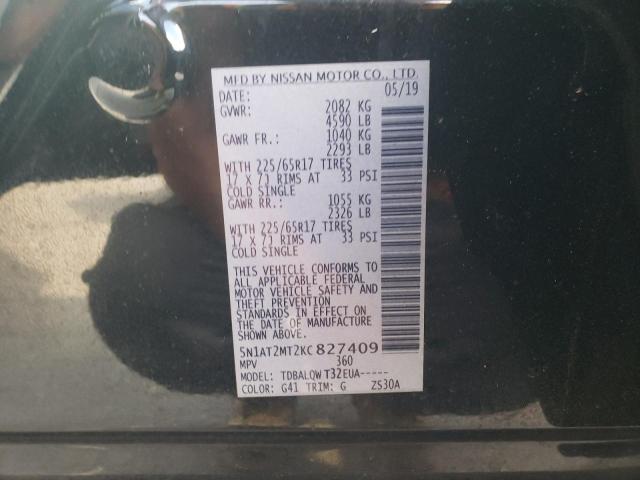 MFD BY NISSAN MOTOR CO., LTD.
DATE: 05/19
GVWR: 2082 KG
4590 LB
GAWR FR.: 1040 KG
2293 LB
WITH 225/65R17 TIRES
17 X 7J RIMS AT 33 PSI
COLD SINGLE
GAWR RR.: 1055 KG
2326 LB
WITH 225/65R17 TIRES
17 X 7J RIMS AT 33 PSI
COLD SINGLE
THIS VEHICLE CONFORMS TO
ALL APPLICABLE FEDERAL
MOTOR VEHICLE SAFETY AND
THEFT PREVENTION
STANDARDS IN EFFECT ON
THE DATE OF MANUFACTURE
SHOWN ABOVE.
5N1AT2MT2KC827409
MPV 360
MODEL: TDBALQWT32EUA-----
COLOR: G41 TRIM: G ZS30A